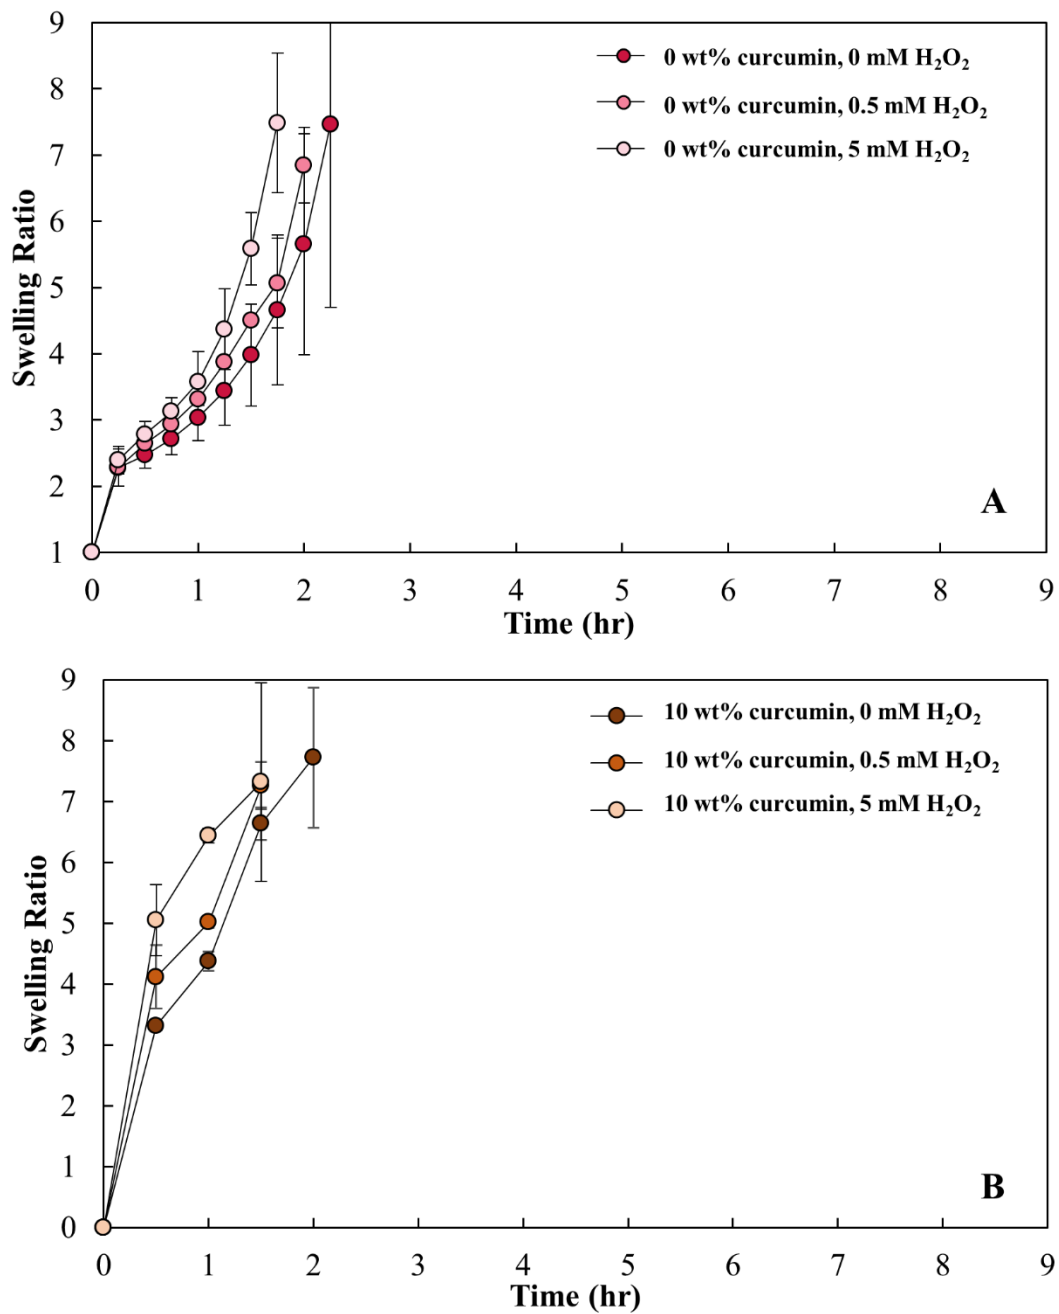 9
8
7
6
5
4
3
2
1
Swelling Ratio
0 wt% curcumin, 0 mM H₂O₂
0 wt% curcumin, 0.5 mM H₂O₂
0 wt% curcumin, 5 mM H₂O₂
A
0 1 2 3 4 5 6 7 8 9
Time (hr)
9
8
7
6
5
4
3
2
1
0
Swelling Ratio
10 wt% curcumin, 0 mM H₂O₂
10 wt% curcumin, 0.5 mM H₂O₂
10 wt% curcumin, 5 mM H₂O₂
B
0 1 2 3 4 5 6 7 8 9
Time (hr)